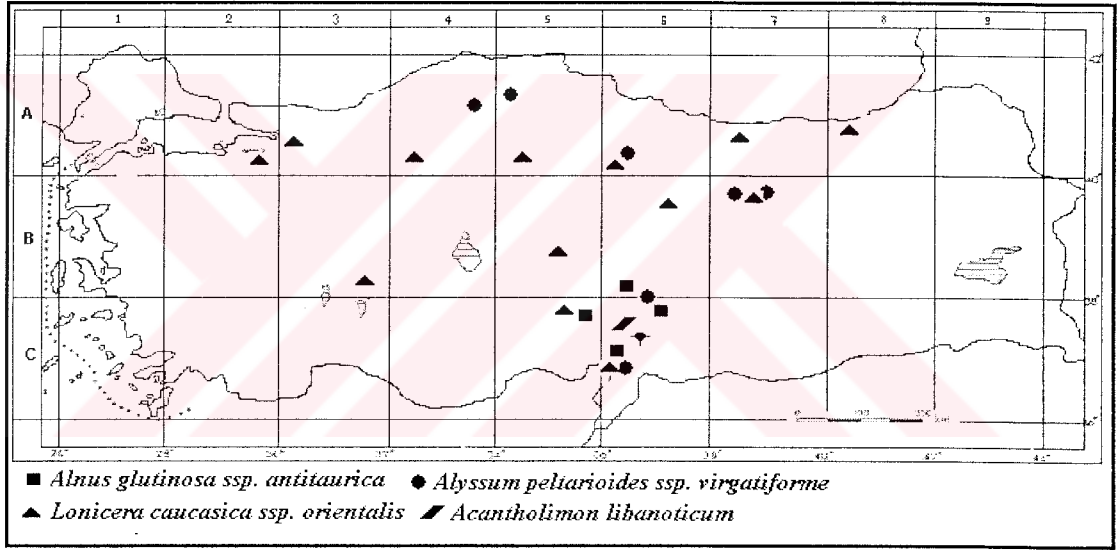 1 2 3 4 5 6 7 8 9
A
B
C
■ Alnus glutinosa ssp. antitaurica ● Alyssum peltarioides ssp. virgatiforme
▲ Lonicera caucasica ssp. orientalis Acantholimon libanoticum